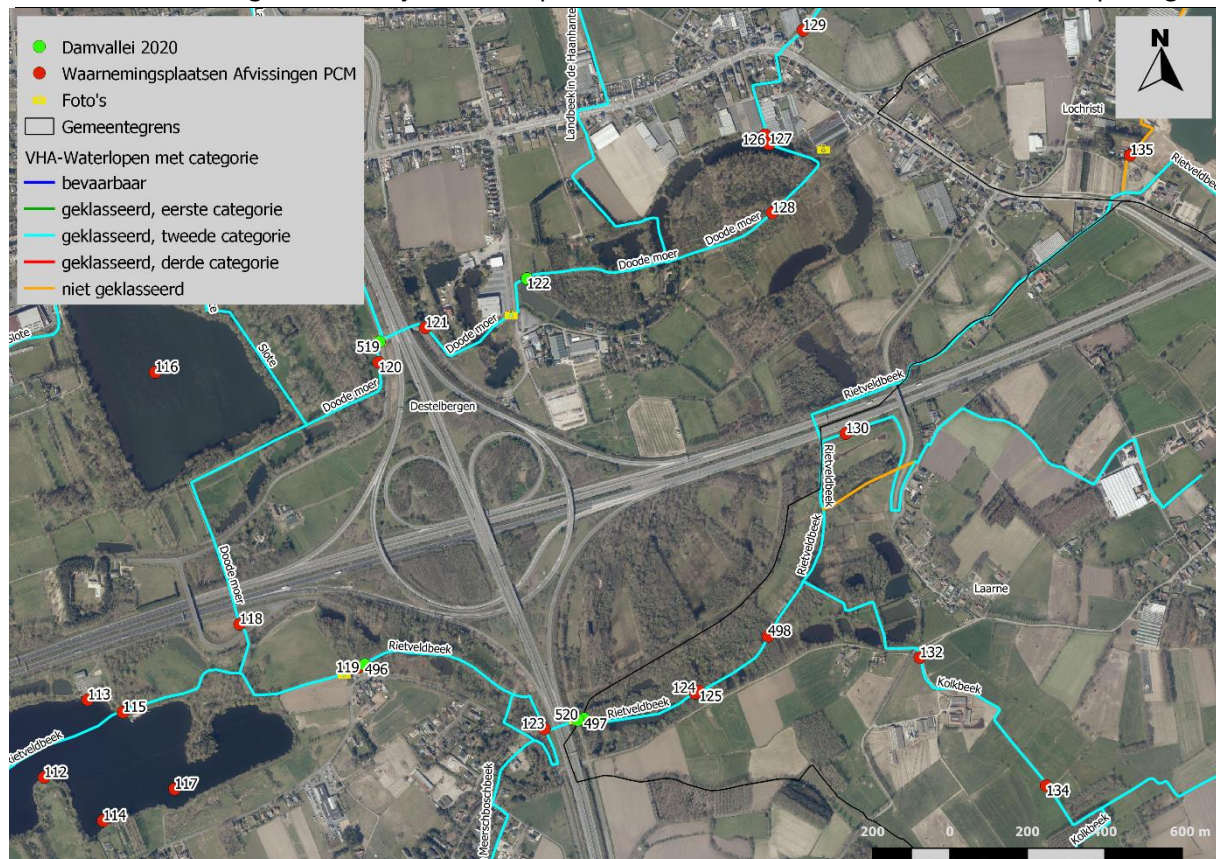 Damvallei 2020
Waarnemingsplaatsen Afvissingen PCM
Foto's
Gemeentegrens
VHA-Waterlopen met categorie
bevaarbaar
geklasseerd, eerste categorie
geklasseerd, tweede categorie
geklasseerd, derde categorie
niet geklasseerd
N
129
Landbeek in de Haanhante
Lochristi
126
127
135
Rietveldbeek
128
Doode moer
Doode moer
122
121
Doode moer
519
120
Slote
Slote
116
Doode moer
Destelbergen
Rietveldbeek
130
Rietveldbeek
Rietveldbeek
Doode moer
Laarne
118
498
Rietveldbeek
132
119
496
113
115
124
125
Kolkbeek
520
497
Rietveldbeek
123
Rietveldbeek
112
117
134
114
Meerschboschbeek
Kolkbeek
200 0 200 400 600 m